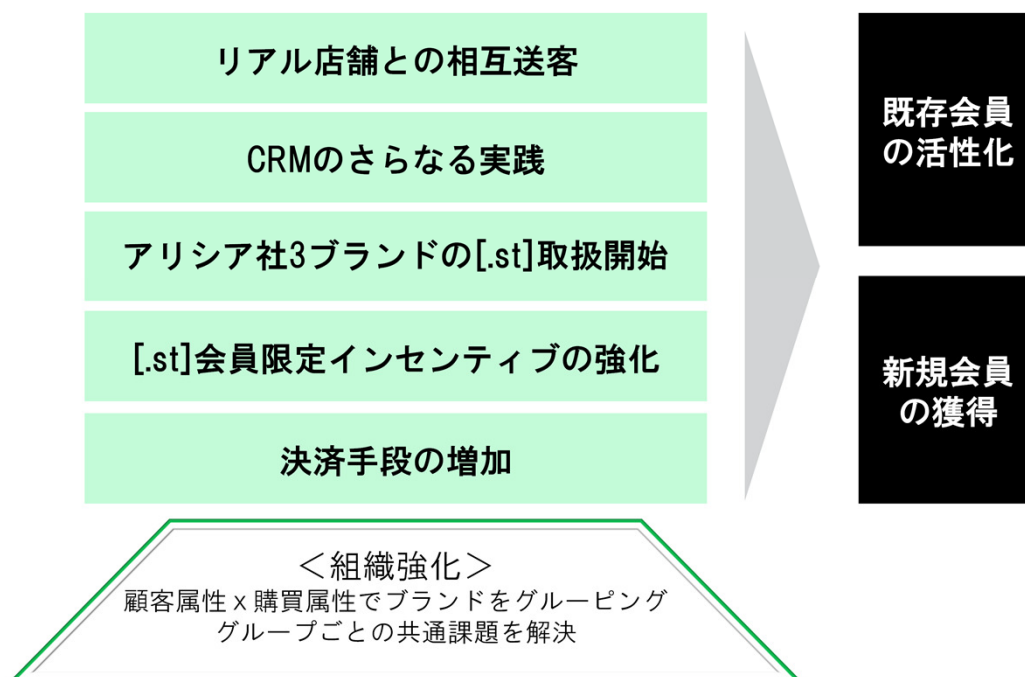 リアル店舗との相互送客
CRMのさらなる実践
アリシア社3ブランドの[.st]取扱開始
[.st]会員限定インセンティブの強化
決済手段の増加
既存会員
の活性化
新規会員
の獲得
＜組織強化＞
顧客属性x購買属性でブランドをグルーピング
グループごとの共通課題を解決